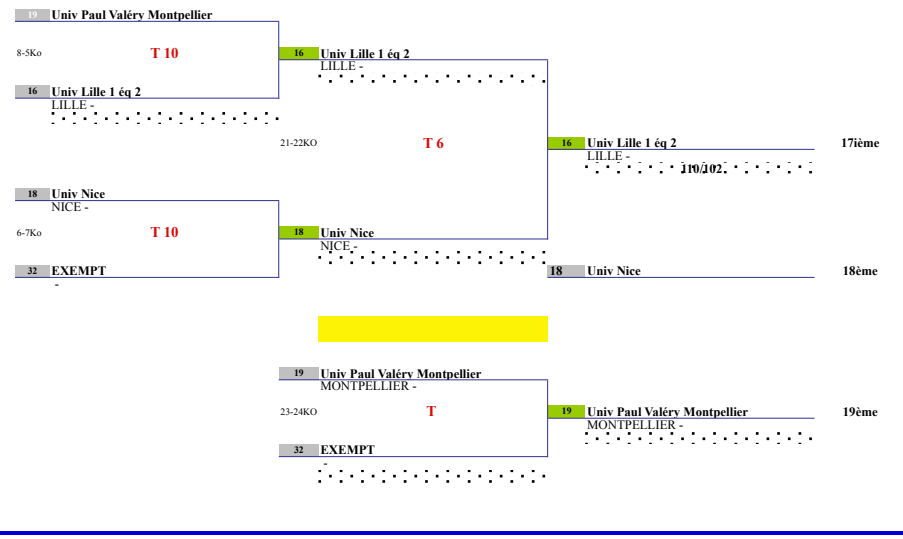 19 Univ Paul Valéry Montpellier
8-5Ko T 10 16 Univ Lille 1 éq 2
LILLE -
16 Univ Lille 1 éq 2
LILLE -
21-22KO T 6 16 Univ Lille 1 éq 2 17ième
LILLE -
110/102
18 Univ Nice
NICE -
6-7Ko T 10 18 Univ Nice
NICE -
32 EXEMPT
-
18 Univ Nice 18ème
19 Univ Paul Valéry Montpellier
MONTPELLIER -
23-24KO T 19 Univ Paul Valéry Montpellier 19ème
MONTPELLIER -
32 EXEMPT
-